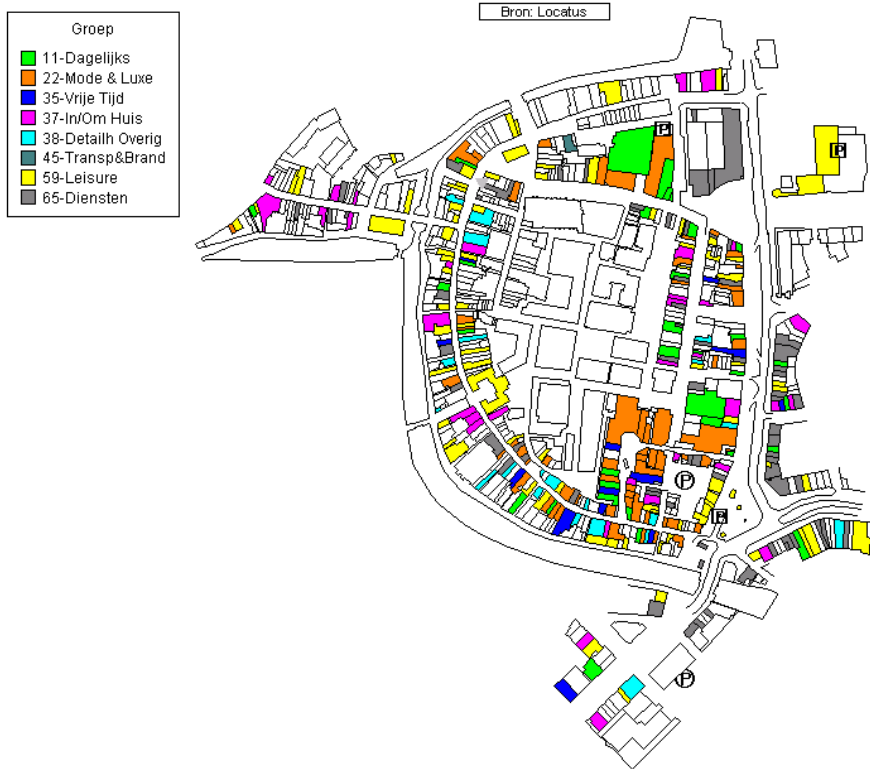 Bron: Locatus
Groep
11-Dagelijks
22-Mode & Luxe
35-Vrije Tijd
37-In/Om Huis
38-Detailh Overig
45-Transp&Brand
59-Leisure
65-Diensten
P
P
P
P
P